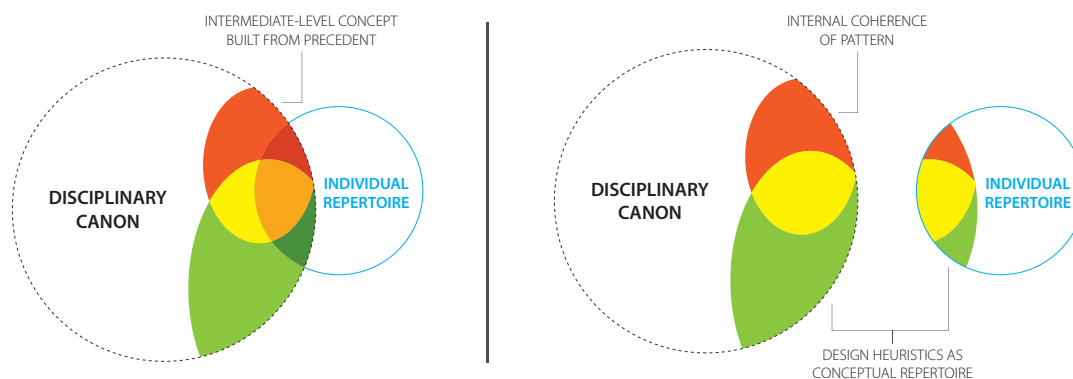 INTERMEDIATE-LEVEL CONCEPT
BUILT FROM PRECEDENT
DISCIPLINARY
CANON
INDIVIDUAL
REPERTOIRE
INTERNAL COHERENCE
OF PATTERN
DISCIPLINARY
CANON
INDIVIDUAL
REPERTOIRE
DESIGN HEURISTICS AS
CONCEPTUAL REPERTOIRE